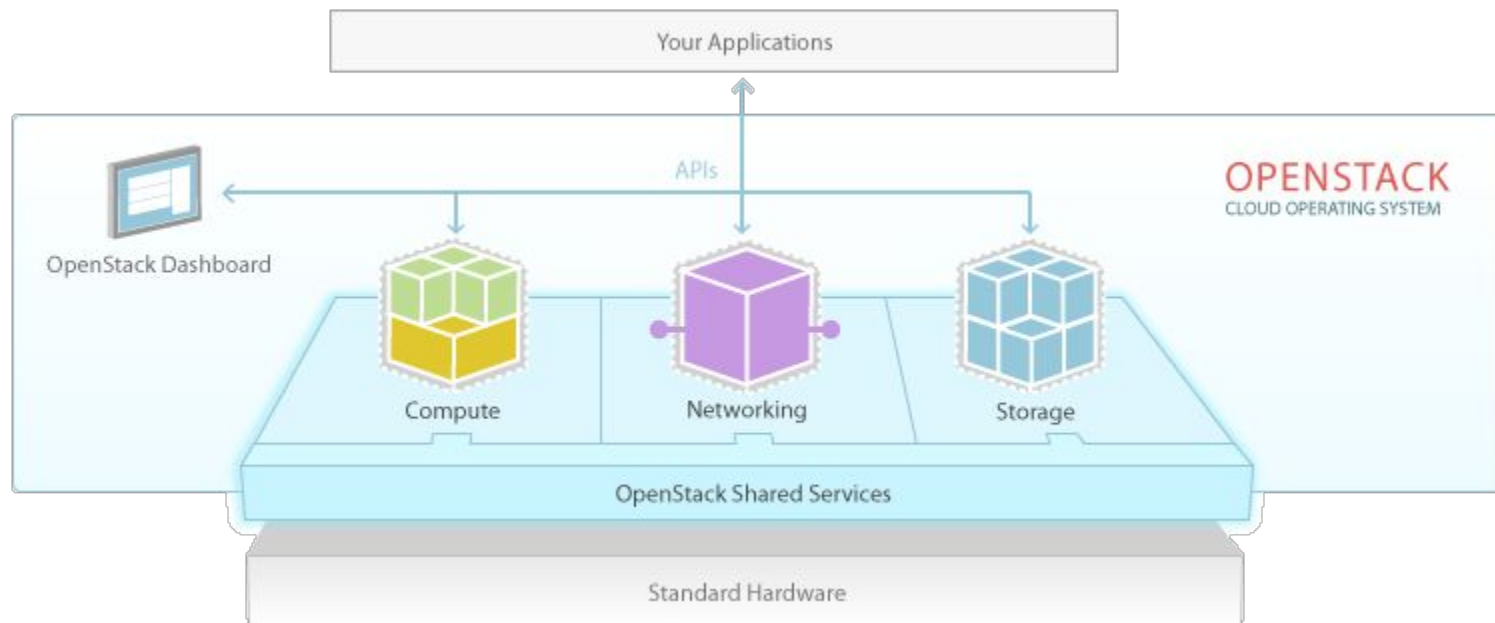 Your Applications
APIs
OPENSTACK
CLOUD OPERATING SYSTEM
OpenStack Dashboard
Compute
Networking
Storage
OpenStack Shared Services
Standard Hardware